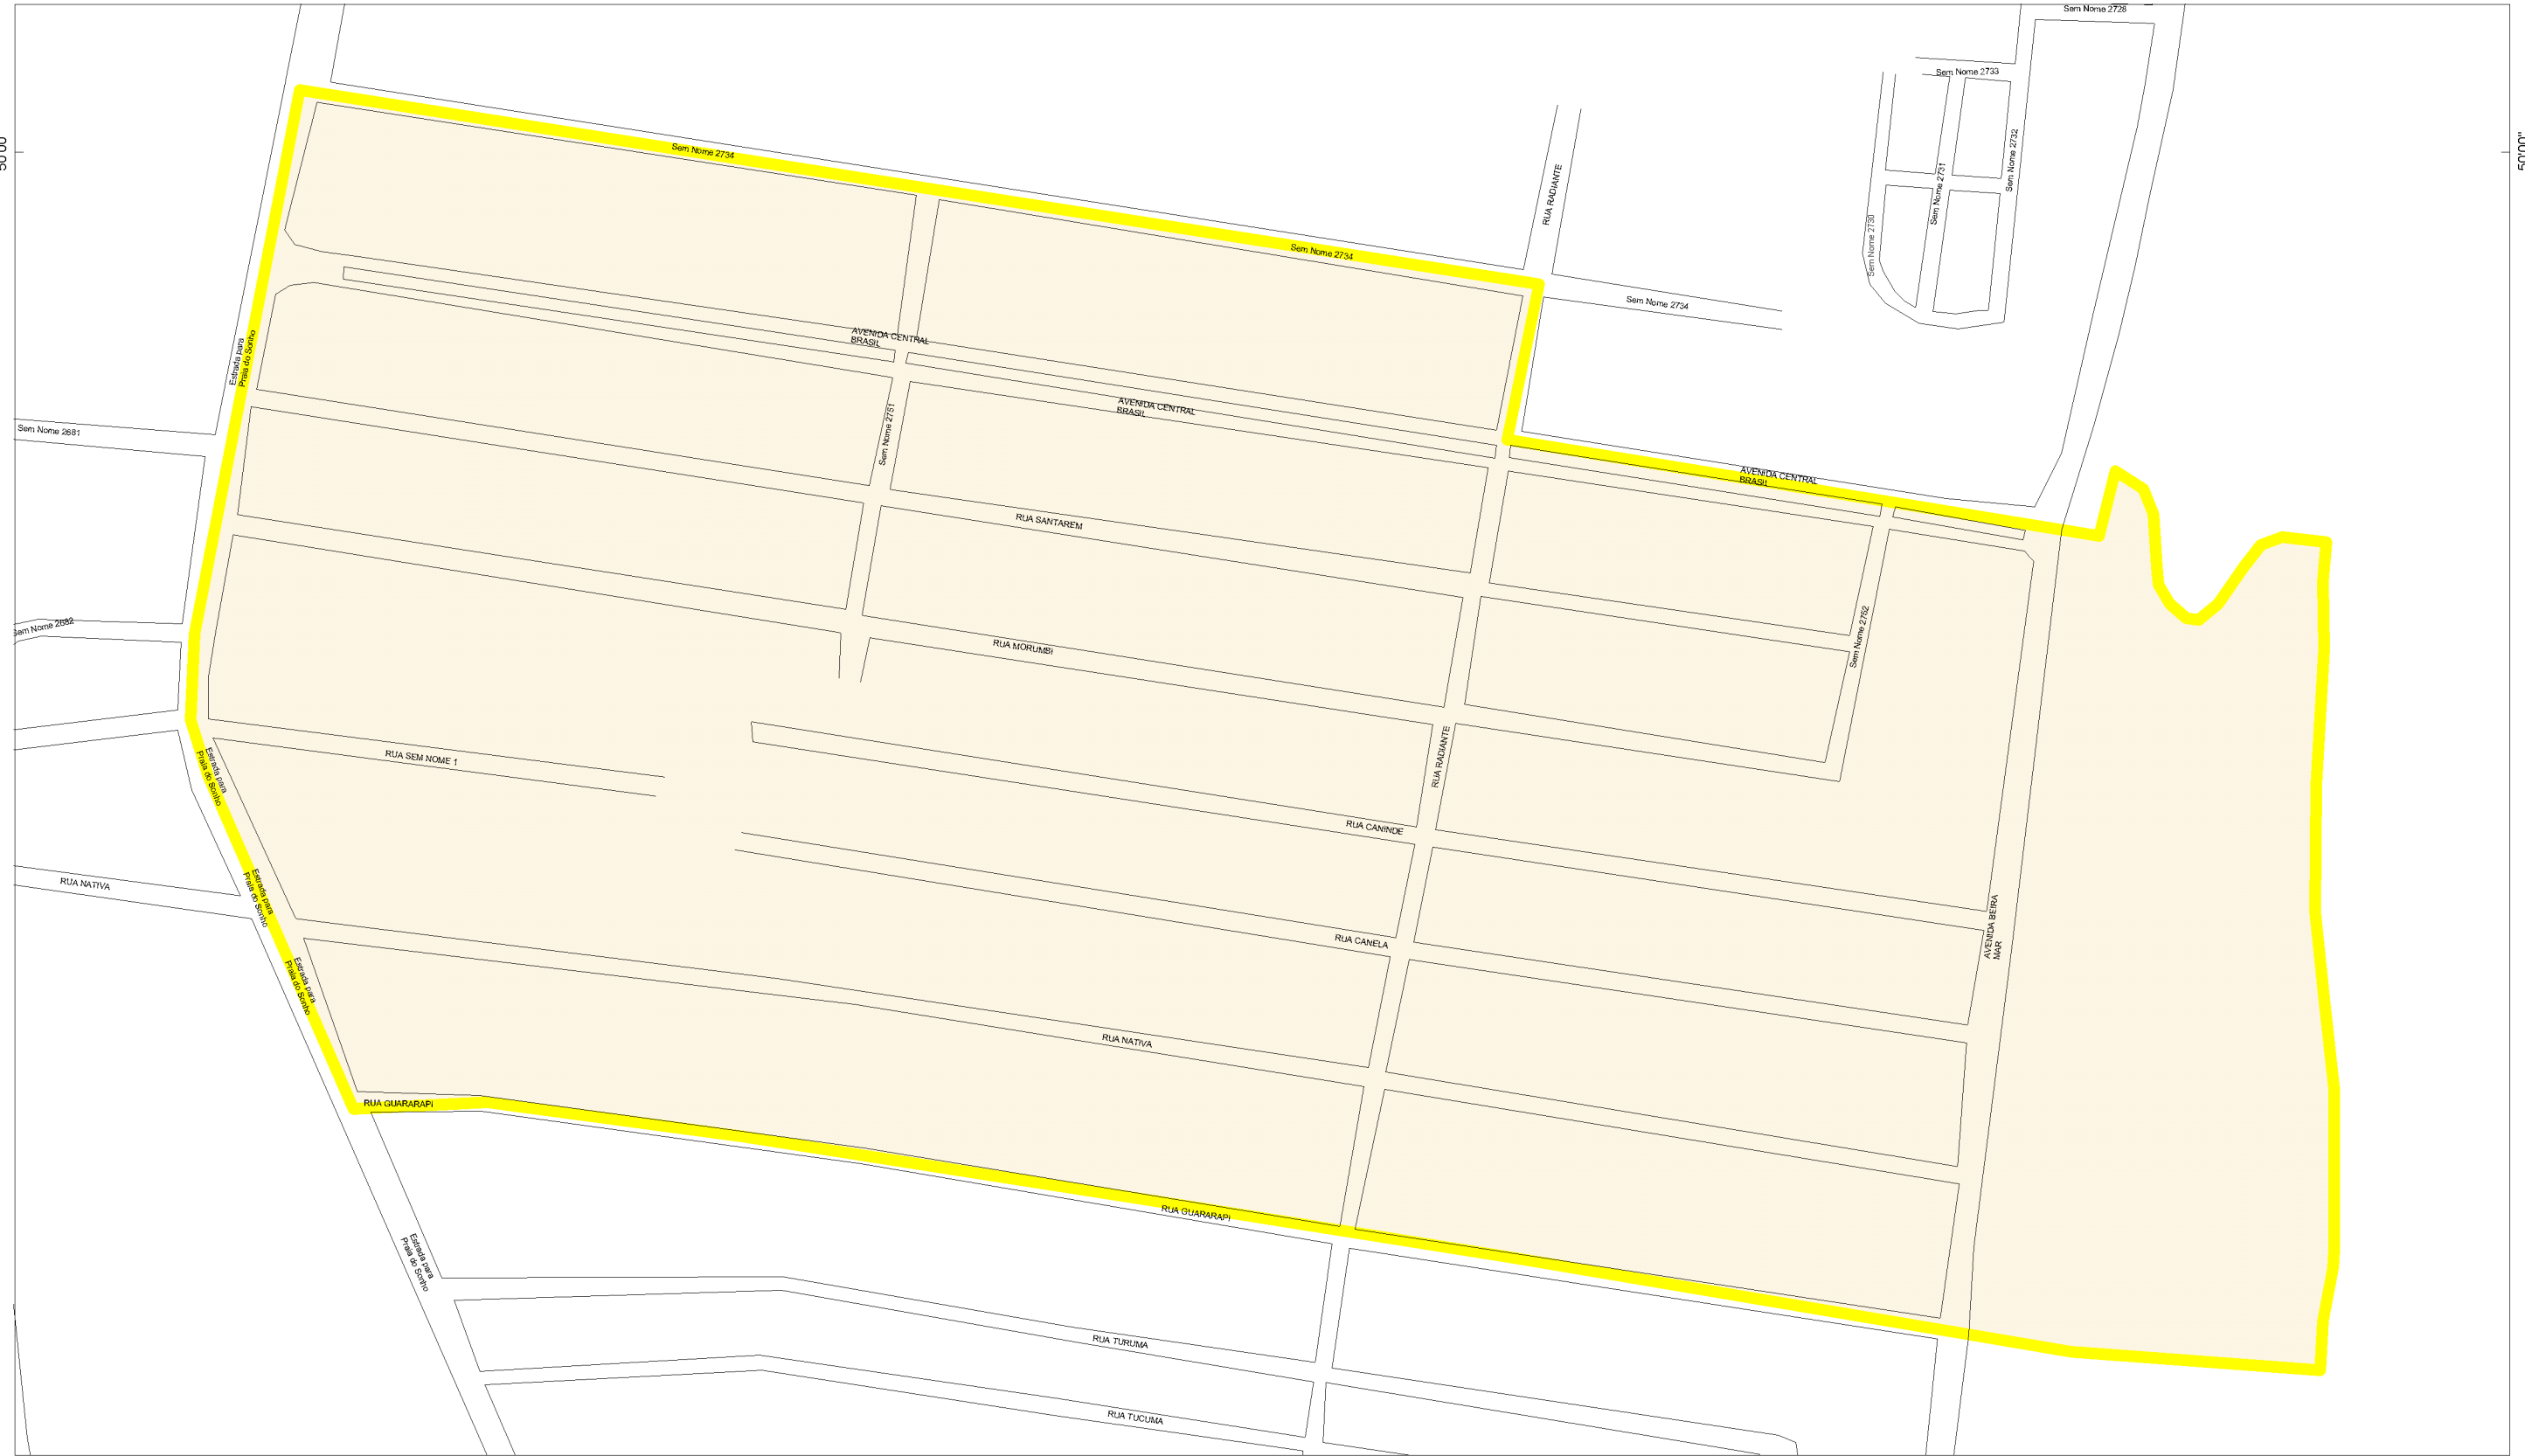 Sem Nome 2728
Sem Nome 2733
50'00"
Sem Nome 2734
Sem Nome 2732
RUA RADIANTE
Sem Nome 2731
Sem Nome 2730
Sem Nome 2734
Sem Nome 2734
AVENIDA CENTRAL
BRASIL
Estrada para
Praia do Sonho
AVENIDA CENTRAL
BRASIL
Sem Nome 2681
Sem Nome 2751
AVENIDA CENTRAL
BRASIL
RUA SANTAREM
Sem Nome 2682
Sem Nome 2752
RUA MORUMBI
RUA SEM NOME 1
RUA RADIANTE
Estrada para
Praia do Sonho
RUA CANINDE
RUA NATIVA
Estrada para
Praia do Sonho
AVENIDA BEIRA
MAR
RUA CANELA
Estrada para
Praia do Sonho
RUA NATIVA
RUA GUARARAPI
RUA GUARARAPI
Estrada para
Praia do Sonho
RUA TURUMA
RUA TUCUMA